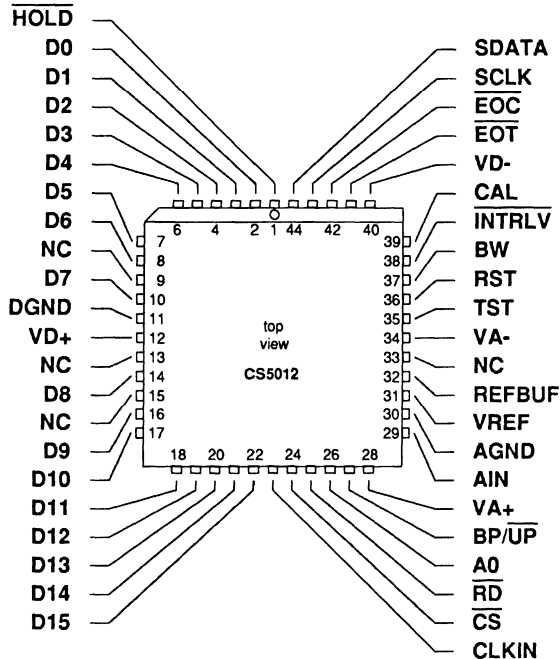 HOLD
D0
D1
D2
D3
D4
D5
D6
NC
D7
DGND
VD+
NC
D8
NC
D9
D10
D11
D12
D13
D14
D15
SDATA
SCLK
EOC
EOT
VD-
CAL
INTRLV
BW
RST
TST
VA-
NC
REFBUF
VREF
AGND
AIN
VA+
BP/UP
A0
RD
CS
CLKIN
6 4 2 1 44 42 40
7
8
9
10
11
12
13
14
15
16
17
39
38
37
36
35
34
33
32
31
30
29
top
view
CS5012
18 20 22 24 26 28